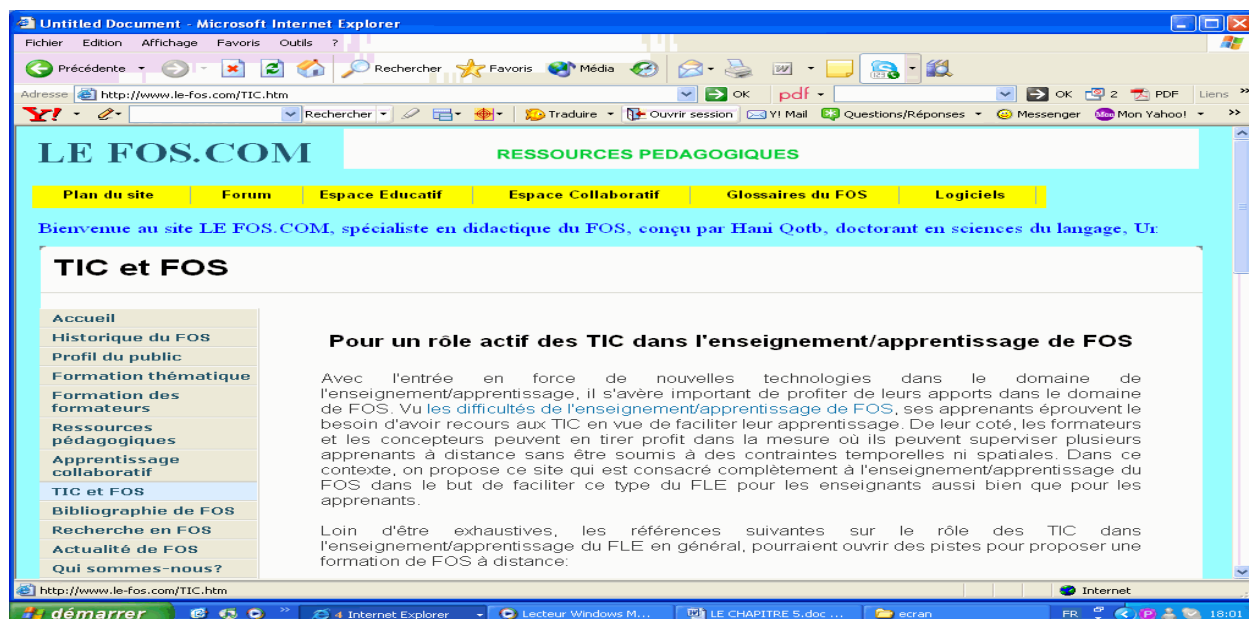 Untitled Document - Microsoft Internet Explorer
Fichier Edition Affichage Favoris Outils ?
Précédente Rechercher Favoris Média
Adresse http://www.le-fos.com/TIC.htm OK pdf OK 2 PDF Liens »
Y! Rechercher Traduire Ouvrir session Y! Mail Questions/Réponses Messenger Mon Yahoo! »
LE FOS.COM RESSOURCES PEDAGOGIQUES
Plan du site Forum Espace Educatif Espace Collaboratif Glossaires du FOS Logiciels
Bienvenue au site LE FOS.COM, spécialiste en didactique du FOS, conçu par Hani Qotb, doctorant en sciences du langage,
TIC et FOS
Accueil
Historique du FOS
Profil du public
Formation thématique
Formation des
formateurs
Ressources
pédagogiques
Apprentissage
collaboratif
TIC et FOS
Bibliographie de FOS
Recherche en FOS
Actualité de FOS
Qui sommes-nous?
Pour un rôle actif des TIC dans l'enseignement/apprentissage de FOS
Avec l'entrée en force de nouvelles technologies dans le domaine de
l'enseignement/apprentissage, il s'avère important de profiter de leurs apports dans le domaine
de FOS. Vu les difficultés de l'enseignement/apprentissage de FOS, ses apprenants éprouvent le
besoin d'avoir recours aux TIC en vue de faciliter leur apprentissage. De leur coté, les formateurs
et les concepteurs peuvent en tirer profit dans la mesure où ils peuvent superviser plusieurs
apprenants à distance sans être soumis à des contraintes temporelles ni spatiales. Dans ce
contexte, on propose ce site qui est consacré complètement à l'enseignement/apprentissage du
FOS dans le but de faciliter ce type du FLE pour les enseignants aussi bien que pour les
apprenants.
Loin d'être exhaustives, les références suivantes sur le rôle des TIC dans
l'enseignement/apprentissage du FLE en général, pourraient ouvrir des pistes pour proposer une
formation de FOS à distance:
http://www.le-fos.com/TIC.htm Internet
démarrer » 4 Internet Explorer Lecteur Windows M... LE CHAPITRE 5.doc ... ecran FR 18:01